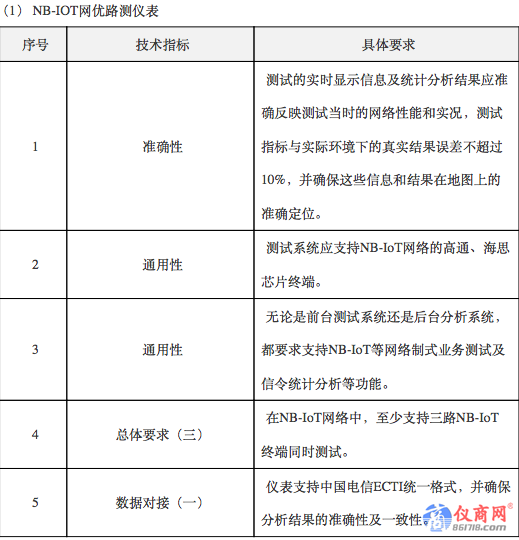 （1） NB-IOT网优路测仪表
序号 技术指标 具体要求
1 准确性
测试的实时显示信息及统计分析结果应准
确反映测试当时的网络性能和实况，测试
指标与实际环境下的真实结果误差不超过
10%，并确保这些信息和结果在地图上的
准确定位。
2 通用性
测试系统应支持NB-IoT网络的高通、海思
芯片终端。
3 通用性
无论是前台测试系统还是后台分析系统，
都要求支持NB-IoT等网络制式业务测试及
信令统计分析等功能。
4 总体要求（三）
在NB-IoT网络中，至少支持三路NB-IoT
终端同时测试。
5 数据对接（一）
仪表支持中国电信ECTI统一格式，并确保
分析结果的准确性及一致性。
仪商网®
861718.com